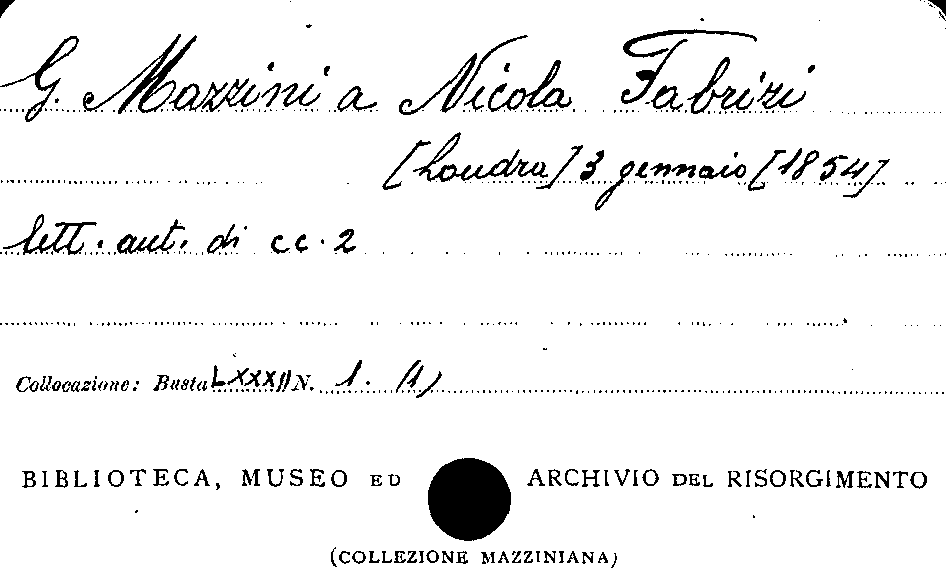 G. Mazzini a Nicola Fabrizi
[Londra] 3 gennaio [1854]
lett. aut. di cc. 2
Collocazione: Busta LXXXII N. 1. (1)
BIBLIOTECA, MUSEO ED ARCHIVIO DEL RISORGIMENTO
(COLLEZIONE MAZZINIANA)